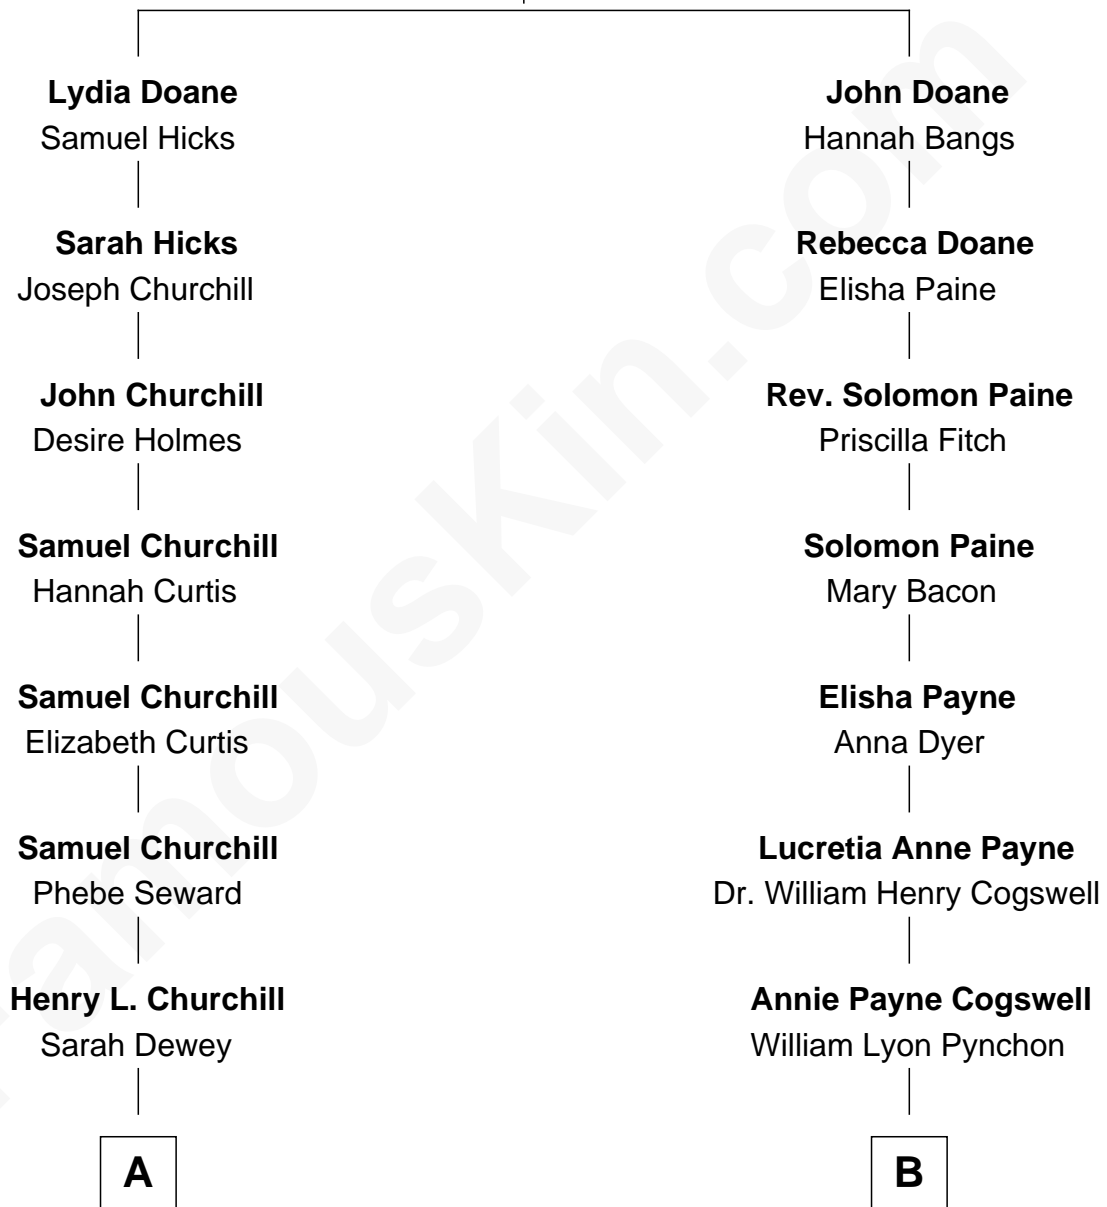 Lydia Doane
Samuel Hicks
John Doane
Hannah Bangs
Sarah Hicks
Joseph Churchill
Rebecca Doane
Elisha Paine
John Churchill
Desire Holmes
Rev. Solomon Paine
Priscilla Fitch
Samuel Churchill
Hannah Curtis
Solomon Paine
Mary Bacon
Samuel Churchill
Elizabeth Curtis
Elisha Payne
Anna Dyer
Samuel Churchill
Phebe Seward
Lucretia Anne Payne
Dr. William Henry Cogswell
Henry L. Churchill
Sarah Dewey
Annie Payne Cogswell
William Lyon Pynchon
A
B
FamousKin.com